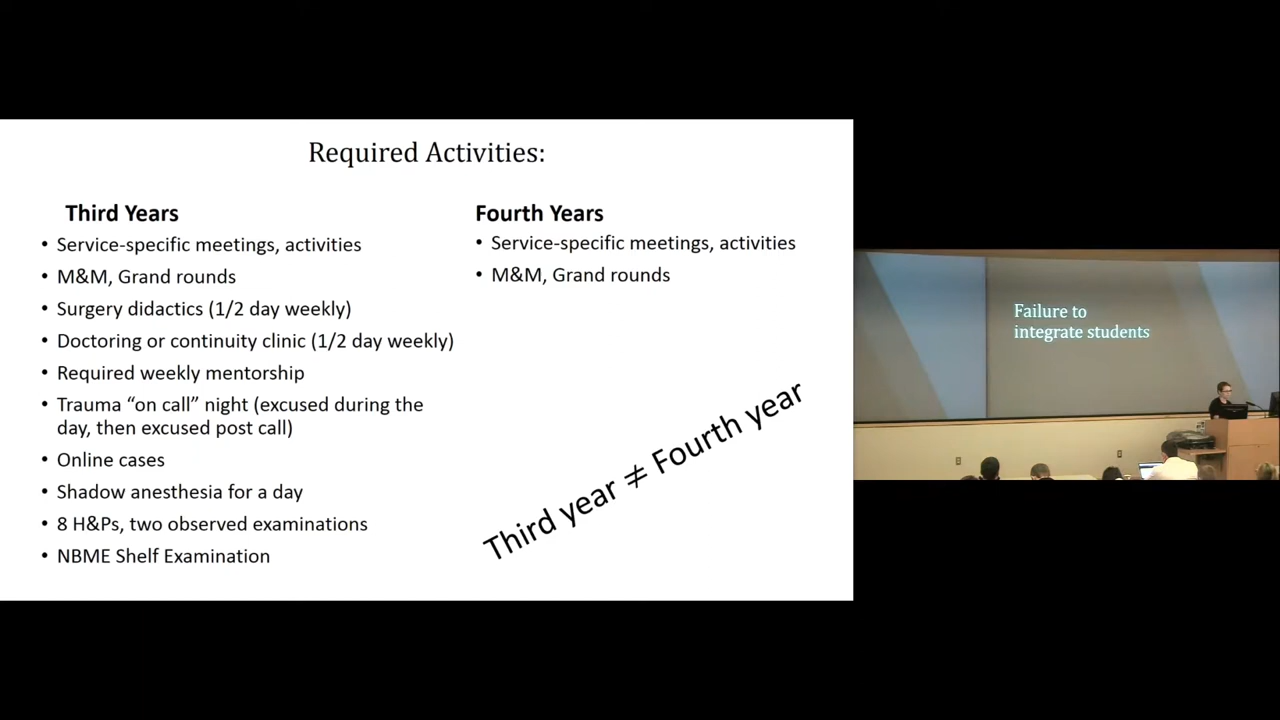 Required Activities:
Third Years
• Service-specific meetings, activities
• M&M, Grand rounds
• Surgery didactics (1/2 day weekly)
• Doctoring or continuity clinic (1/2 day weekly)
• Required weekly mentorship
• Trauma “on call” night (excused during the
day, then excused post call)
• Online cases
• Shadow anesthesia for a day
• 8 H&Ps, two observed examinations
• NBME Shelf Examination
Fourth Years
• Service-specific meetings, activities
• M&M, Grand rounds
Third year ≠ Fourth year
Failure to
integrate students